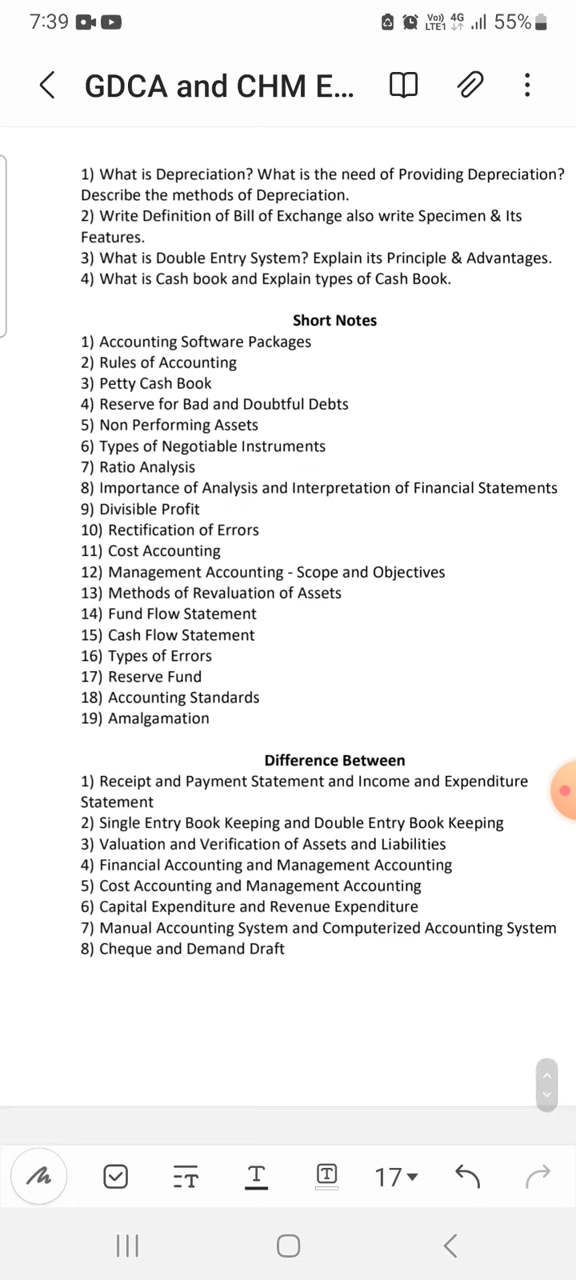 7:39
Vo)) 4G
LTE1
55%
GDCA and CHM E...
1) What is Depreciation? What is the need of Providing Depreciation?
Describe the methods of Depreciation.
2) Write Definition of Bill of Exchange also write Specimen & Its
Features.
3) What is Double Entry System? Explain its Principle & Advantages.
4) What is Cash book and Explain types of Cash Book.
Short Notes
1) Accounting Software Packages
2) Rules of Accounting
3) Petty Cash Book
4) Reserve for Bad and Doubtful Debts
5) Non Performing Assets
6) Types of Negotiable Instruments
7) Ratio Analysis
8) Importance of Analysis and Interpretation of Financial Statements
9) Divisible Profit
10) Rectification of Errors
11) Cost Accounting
12) Management Accounting - Scope and Objectives
13) Methods of Revaluation of Assets
14) Fund Flow Statement
15) Cash Flow Statement
16) Types of Errors
17) Reserve Fund
18) Accounting Standards
19) Amalgamation
Difference Between
1) Receipt and Payment Statement and Income and Expenditure
Statement
2) Single Entry Book Keeping and Double Entry Book Keeping
3) Valuation and Verification of Assets and Liabilities
4) Financial Accounting and Management Accounting
5) Cost Accounting and Management Accounting
6) Capital Expenditure and Revenue Expenditure
7) Manual Accounting System and Computerized Accounting System
8) Cheque and Demand Draft
T T T 17